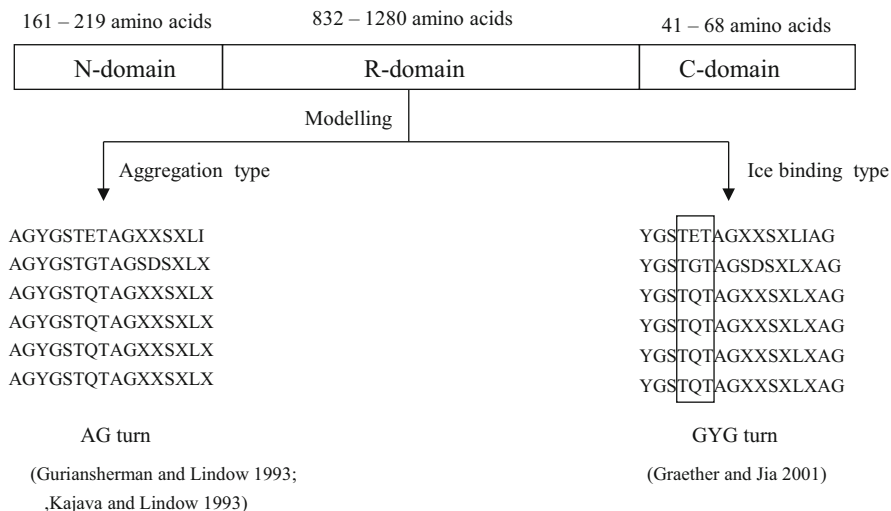 161 – 219 amino acids
832 – 1280 amino acids
41 – 68 amino acids
N-domain
R-domain
C-domain
Modelling
Aggregation type
Ice binding type
AGYGSTETAGXXSXLI
AGYGSTGTAGSDSXLX
AGYGSTQTAGXXSXLX
AGYGSTQTAGXXSXLX
AGYGSTQTAGXXSXLX
AGYGSTQTAGXXSXLX
AG turn
(Guriansherman and Lindow 1993;
,Kajava and Lindow 1993)
YGSTETAGXXSXLIAG
YGSTGTAGSDSXLXAG
YGSTQTAGXXSXLXAG
YGSTQTAGXXSXLXAG
YGSTQTAGXXSXLXAG
YGSTQTAGXXSXLXAG
GYG turn
(Graether and Jia 2001)